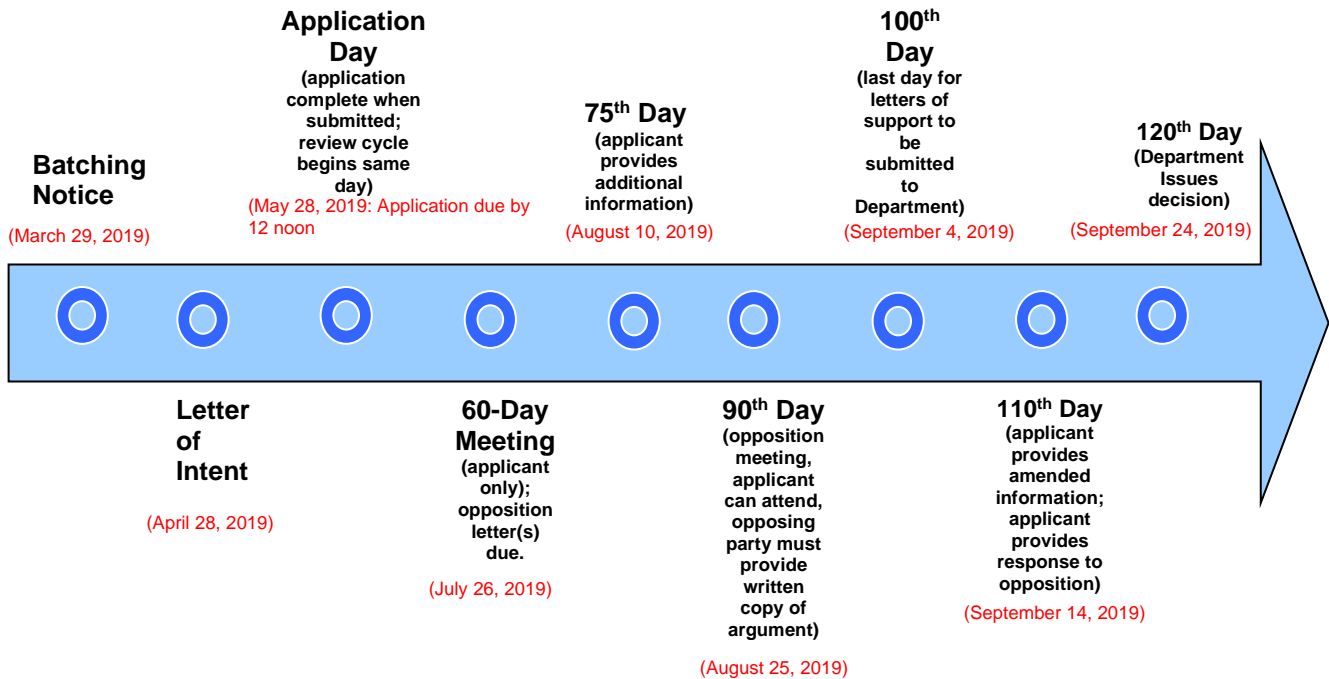 Batching
Notice
(March 29, 2019)
Letter
of
Intent
(April 28, 2019)
Application
Day
(application
complete when
submitted;
review cycle
begins same
day)
(May 28, 2019: Application due by
12 noon
60-Day
Meeting
(applicant
only);
opposition
letter(s)
due.
(July 26, 2019)
75th Day
(applicant
provides
additional
information)
(August 10, 2019)
90th Day
(opposition
meeting,
applicant
can attend,
opposing
party must
provide
written
copy of
argument)
(August 25, 2019)
100th
Day
(last day for
letters of
support to
be
submitted
to
Department)
(September 4, 2019)
110th Day
(applicant
provides
amended
information;
applicant
provides
response to
opposition)
(September 14, 2019)
120th Day
(Department
Issues
decision)
(September 24, 2019)